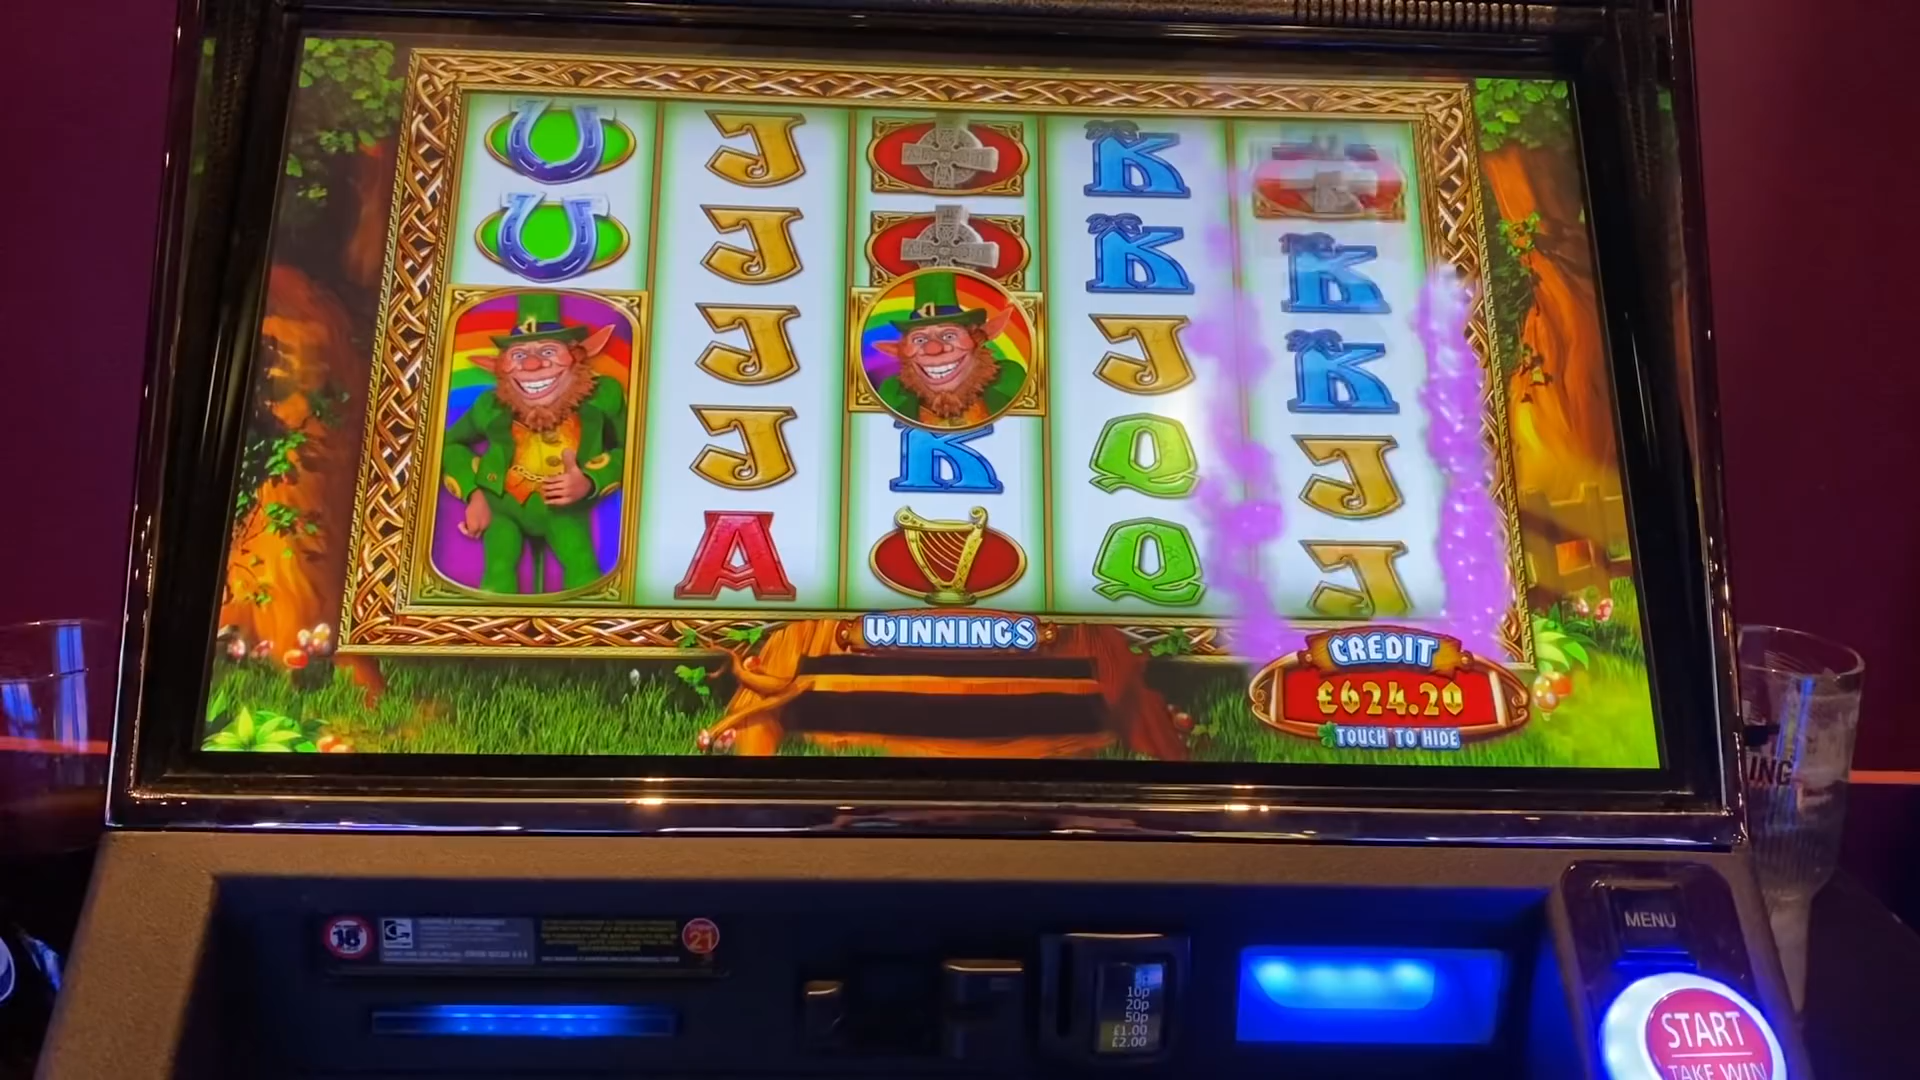 J
K
J
K
K
J
J
K
J
K
Q
J
A
Q
J
WINNINGS
CREDIT
£624.20
TOUCH TO HIDE
ING
MENU
18
21
10p
20p
50p
£1.00
£2.00
START
TAKE WIN